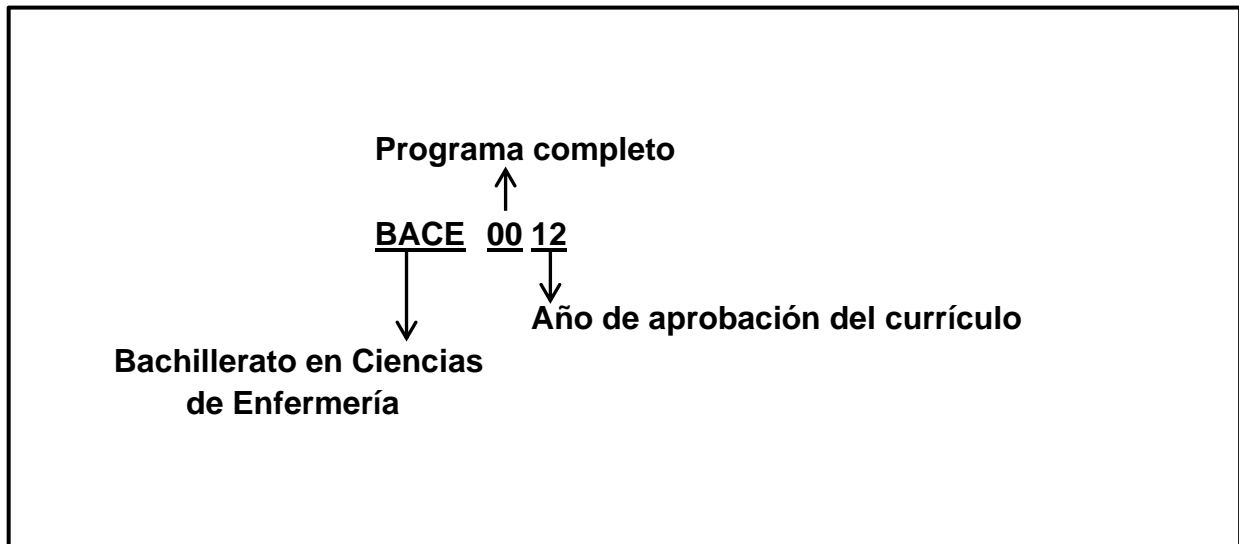 Programa completo
BACE 00 12
Año de aprobación del currículo
Bachillerato en Ciencias
de Enfermería